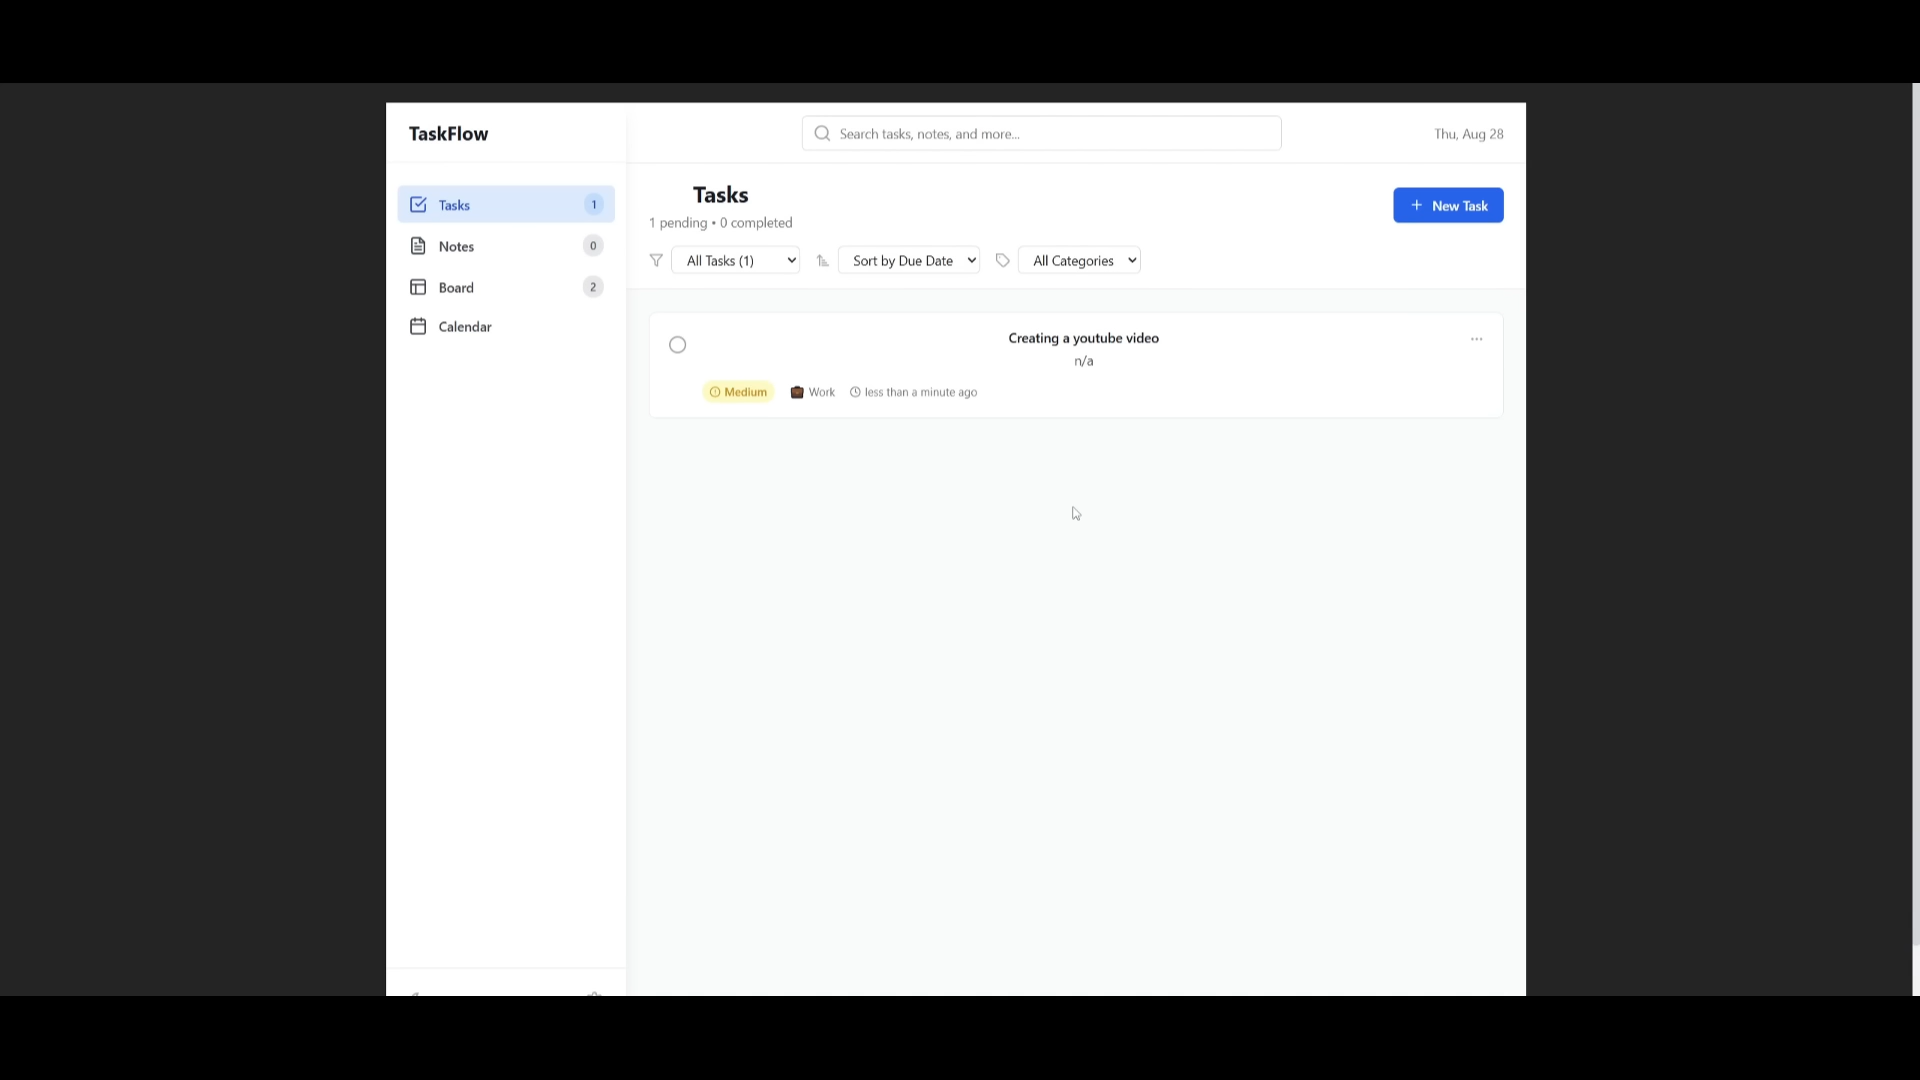 TaskFlow
Search tasks, notes, and more...
Thu, Aug 28
Tasks 1
Notes 0
Board 2
Calendar
Tasks
1 pending • 0 completed
New Task
All Tasks (1)
Sort by Due Date
All Categories
Creating a youtube video
n/a
Medium
Work
less than a minute ago